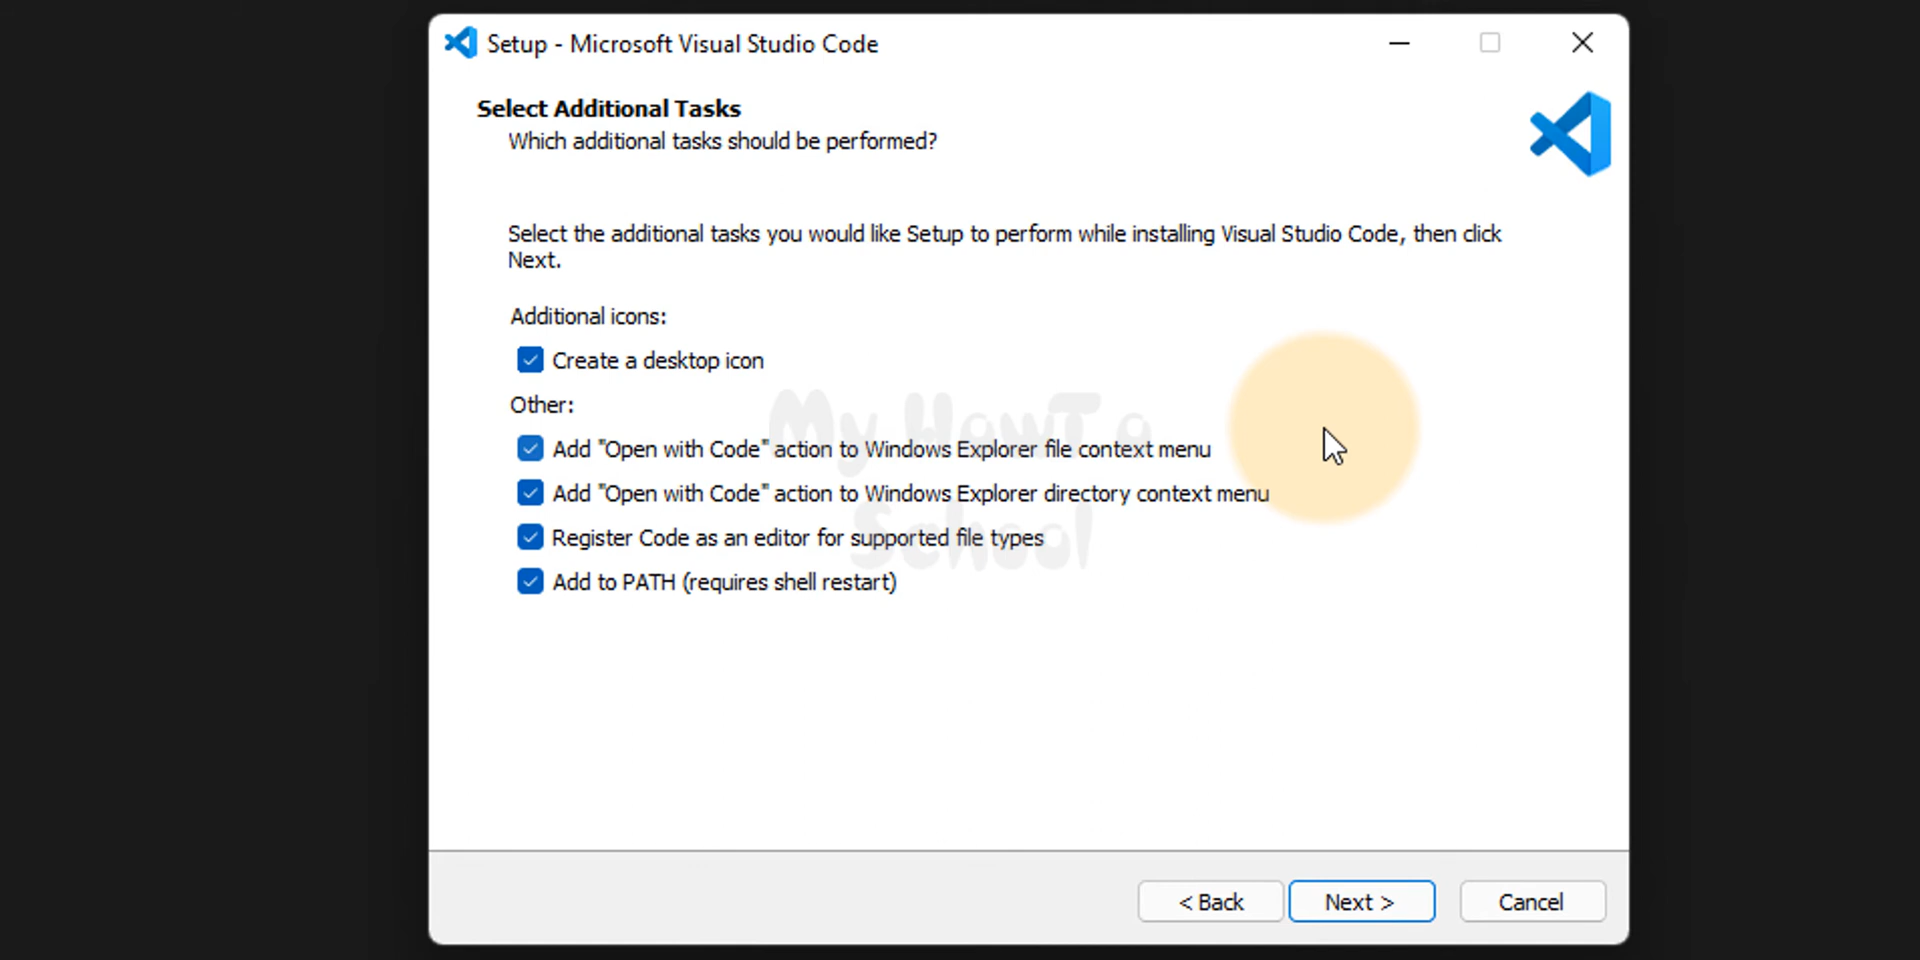 Setup - Microsoft Visual Studio Code
Select Additional Tasks
Which additional tasks should be performed?
Select the additional tasks you would like Setup to perform while installing Visual Studio Code, then click
Next.
Additional icons:
Create a desktop icon
Other:
My HowTo
Add "Open with Code" action to Windows Explorer file context menu
Add "Open with Code" action to Windows Explorer directory context menu
School
Register Code as an editor for supported file types
Add to PATH (requires shell restart)
< Back
Next >
Cancel